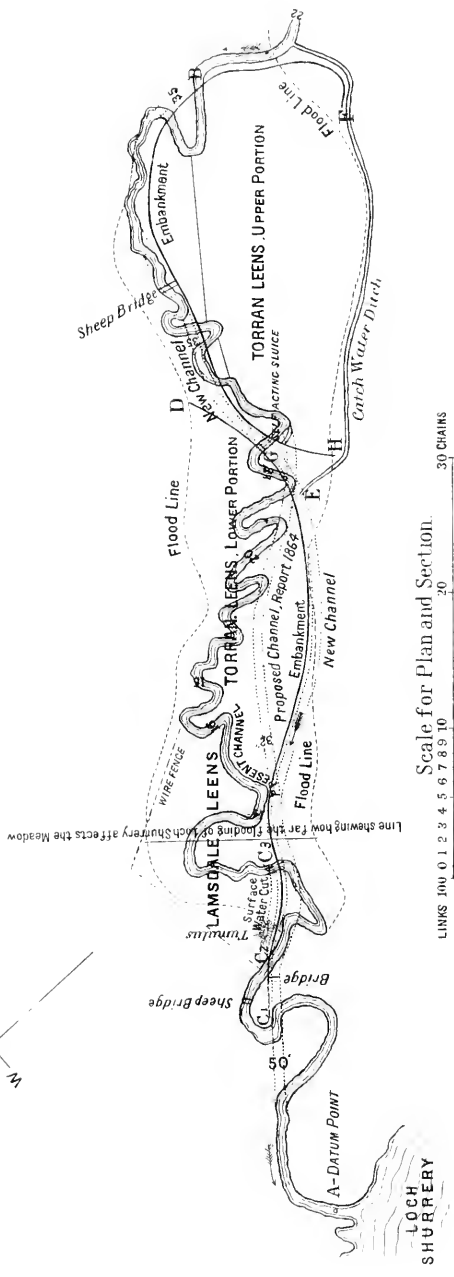 22
Flood Line
F
B
35
Embankment
TORRAN LEENS. UPPER PORTION
Catch Water Ditch
Sheep Bridge
New Channel
D
35
SELF ACTING SLUICE
G
H
E
Flood Line
TORRAN LEENS. LOWER PORTION
Proposed Channel, Report 1864
Embankment
New Channel
WIRE FENCE
PRESENT CHANNEL
Flood Line
LAMSDALE LEENS
Line shewing how far the flooding of Loch Shurrery affects the Meadow
C3
Surface
Water Cut
Tumulus
C2
Bridge
Sheep Bridge
C1
50'
A-DATUM POINT
LOCH
SHURRERY
W
Scale for Plan and Section.
LINKS 100 0 1 2 3 4 5 6 7 8 9 10 20 30 CHAINS